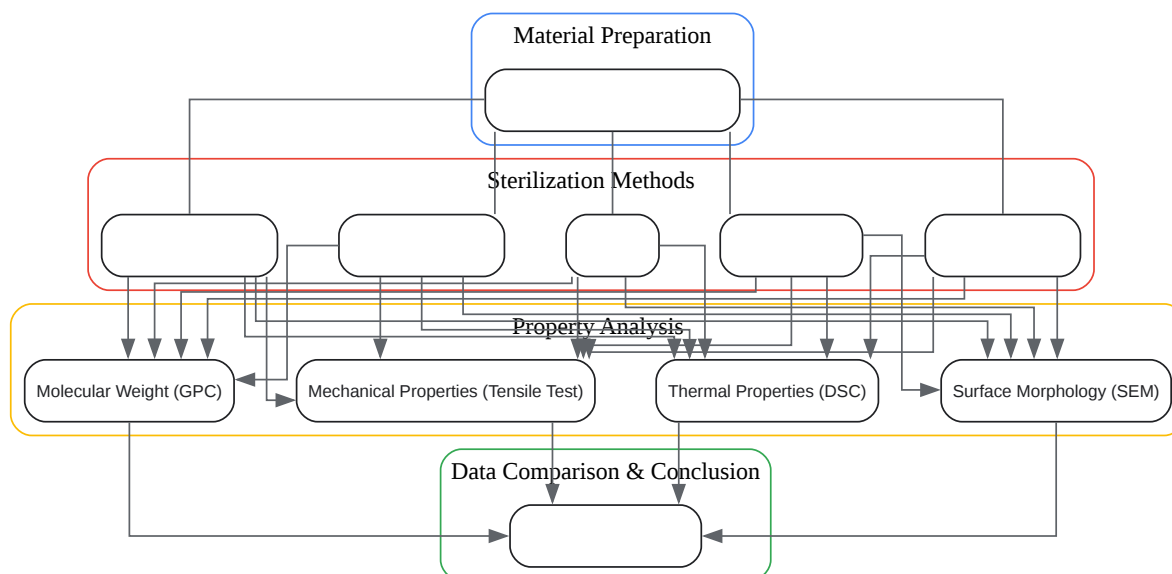 Material Preparation
Sterilization Methods
Property Analysis
Molecular Weight (GPC)
Mechanical Properties (Tensile Test)
Thermal Properties (DSC)
Surface Morphology (SEM)
Data Comparison & Conclusion